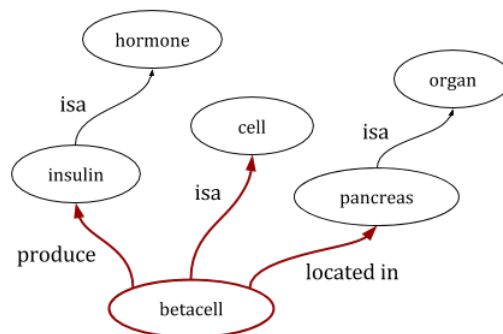 hormone
organ
isa
cell
isa
insulin
isa
pancreas
produce
located in
betacell